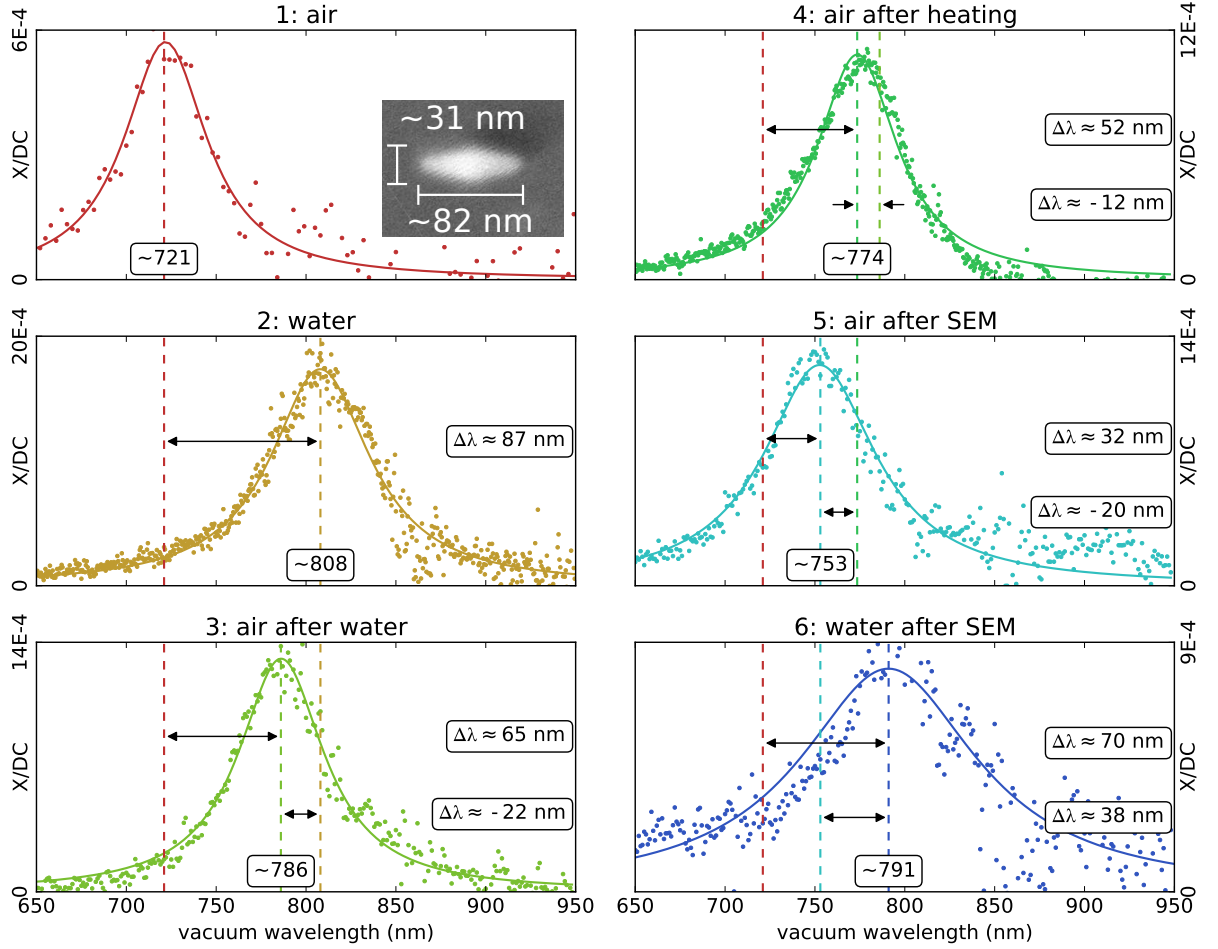 1: air
6E-4
X/DC
0
~31 nm
~82 nm
~721
2: water
20E-4
X/DC
0
Δλ ≈ 87 nm
~808
3: air after water
14E-4
X/DC
0
Δλ ≈ 65 nm
Δλ ≈ -22 nm
~786
650 700 750 800 850 900 950
vacuum wavelength (nm)
4: air after heating
12E-4
X/DC
0
Δλ ≈ 52 nm
Δλ ≈ -12 nm
~774
5: air after SEM
14E-4
X/DC
0
Δλ ≈ 32 nm
Δλ ≈ -20 nm
~753
6: water after SEM
9E-4
X/DC
0
Δλ ≈ 70 nm
Δλ ≈ 38 nm
~791
650 700 750 800 850 900 950
vacuum wavelength (nm)